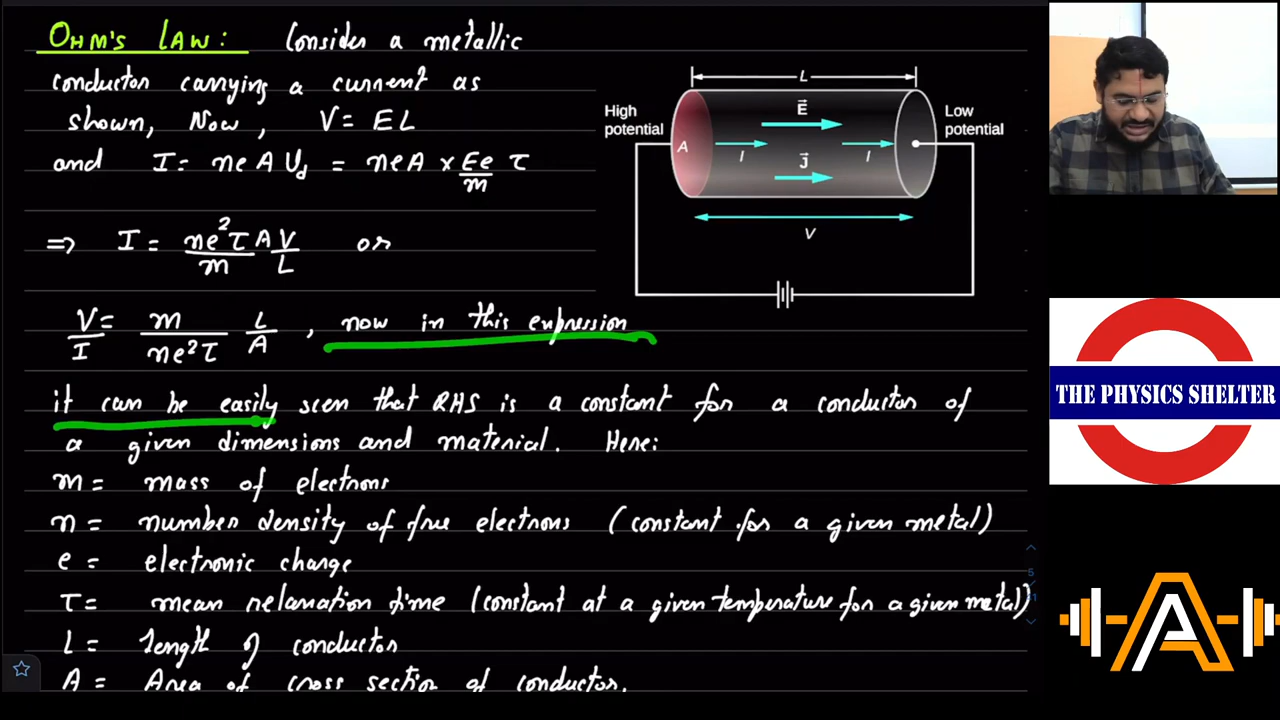 OHM'S LAW: Consider a metallic
conductor carrying a current as
shown, Now, V = EL
and I = neA Ud = neA × Ee/m τ
⇒ I = ne²τ/m A V/L or
V/I = m/ne²τ L/A, now in this expression
it can be easily seen that RHS is a constant for a conductor of
a given dimensions and material. Here:
m = mass of electrons
n = number density of free electrons (constant for a given metal)
e = electronic charge
τ = mean relaxation time (constant at a given temperature for a given metal)
L = length of conductor
A = Area of cross section of conductor.
L
High
potential
A
E
I
J
I
Low
potential
V
THE PHYSICS SHELTER
A
5